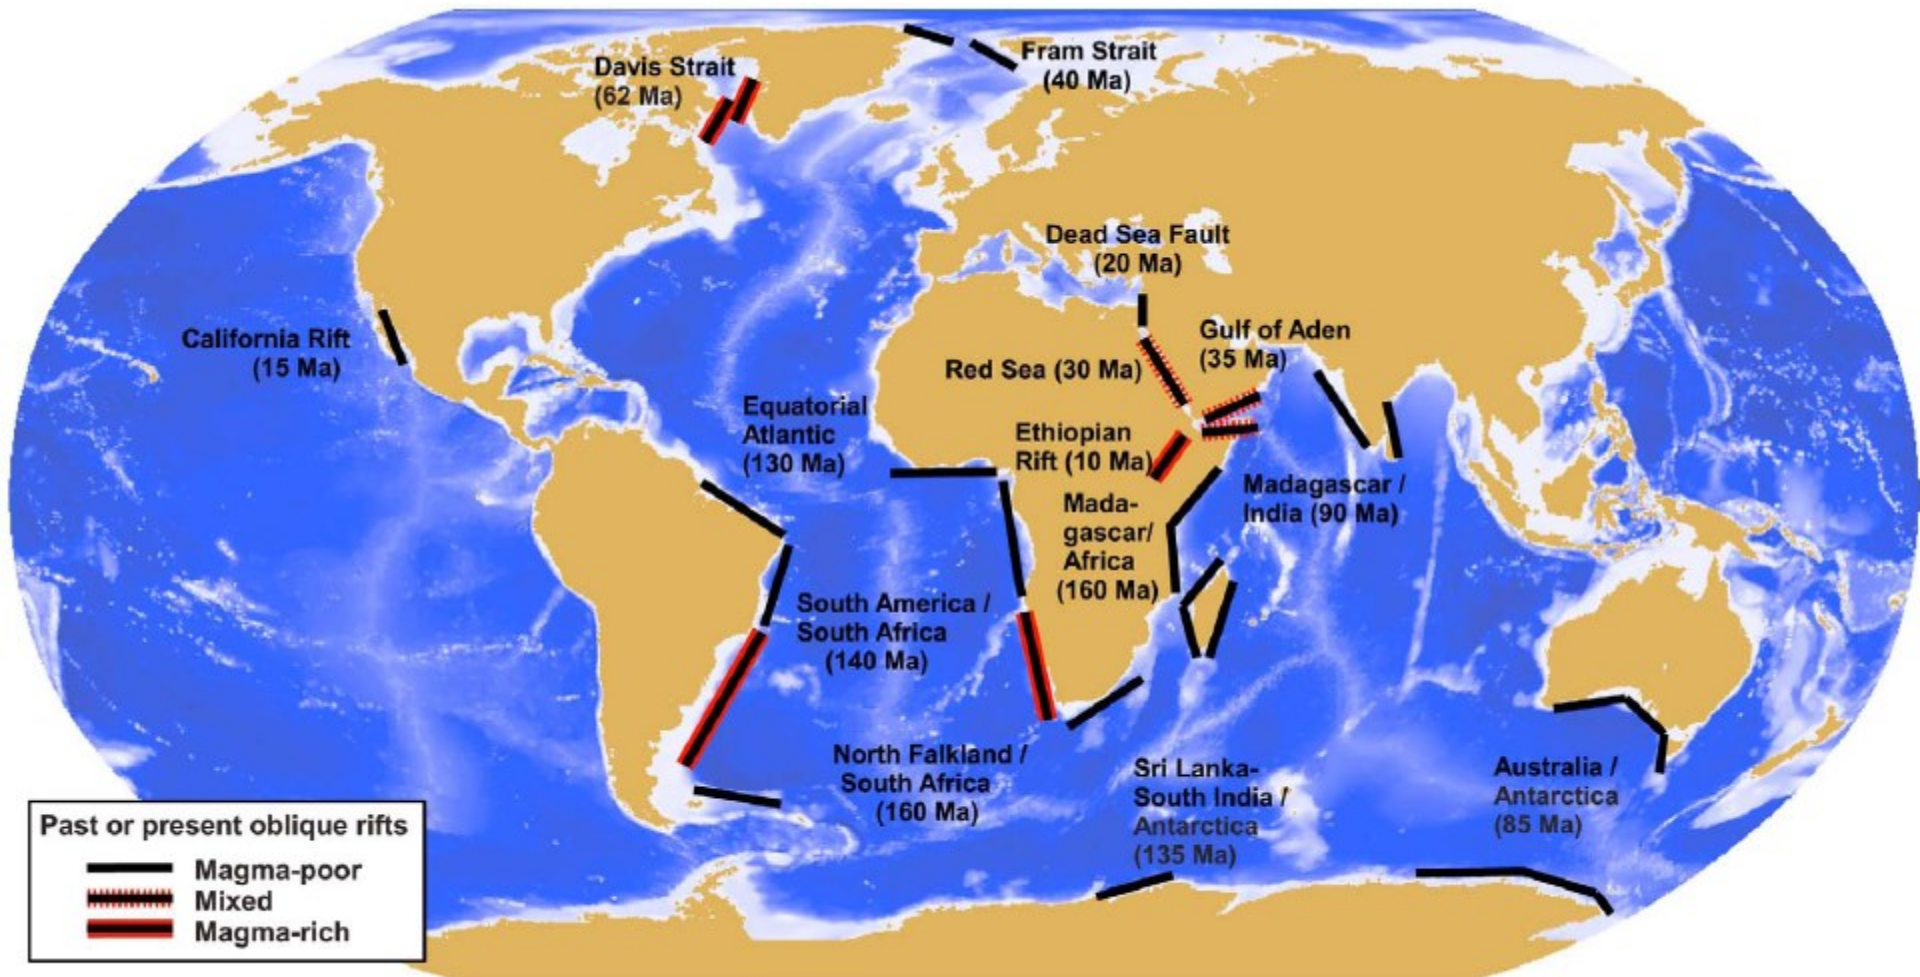 Davis Strait
(62 Ma)
Fram Strait
(40 Ma)
Dead Sea Fault
(20 Ma)
California Rift
(15 Ma)
Gulf of Aden
(35 Ma)
Red Sea (30 Ma)
Equatorial
Atlantic
(130 Ma)
Ethiopian
Rift (10 Ma)
Madagascar /
India (90 Ma)
Mada-
gascar/
Africa
(160 Ma)
South America /
South Africa
(140 Ma)
North Falkland /
South Africa
(160 Ma)
Sri Lanka-
South India /
Antarctica
(135 Ma)
Australia /
Antarctica
(85 Ma)
Past or present oblique rifts
Magma-poor
Mixed
Magma-rich